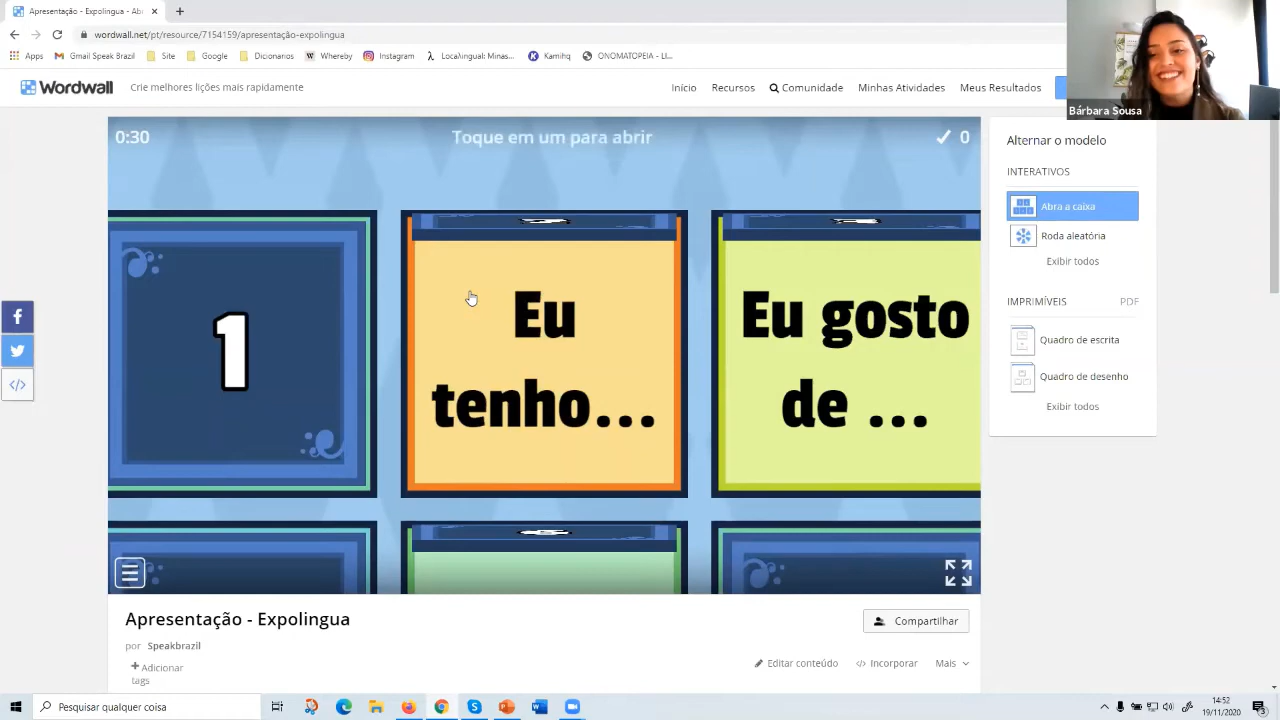 Apresentação - Expolingua - Ab
wordwall.net/pt/resource/7154159/apresentação-expolingua
Apps Gmail Speak Brazil Site Google Dicionarios Whereby Instagram Loca\ingual: Minas... Kamihq ONOMATOPEIA - LI...
Wordwall Crie melhores lições mais rapidamente Início Recursos Comunidade Minhas Atividades Meus Resultados
Bárbara Sousa
0:30 Toque em um para abrir 0
1
Eu
tenho...
Eu gosto
de ...
Alternar o modelo
INTERATIVOS
Abra a caixa
Roda aleatória
Exibir todos
IMPRIMÍVEIS PDF
Quadro de escrita
Quadro de desenho
Exibir todos
Apresentação - Expolingua
Compartilhar
por Speakbrazil
+ Adicionar
tags
Editar conteúdo Incorporar Mais
Pesquisar qualquer coisa
14:52
19/11/2020
3